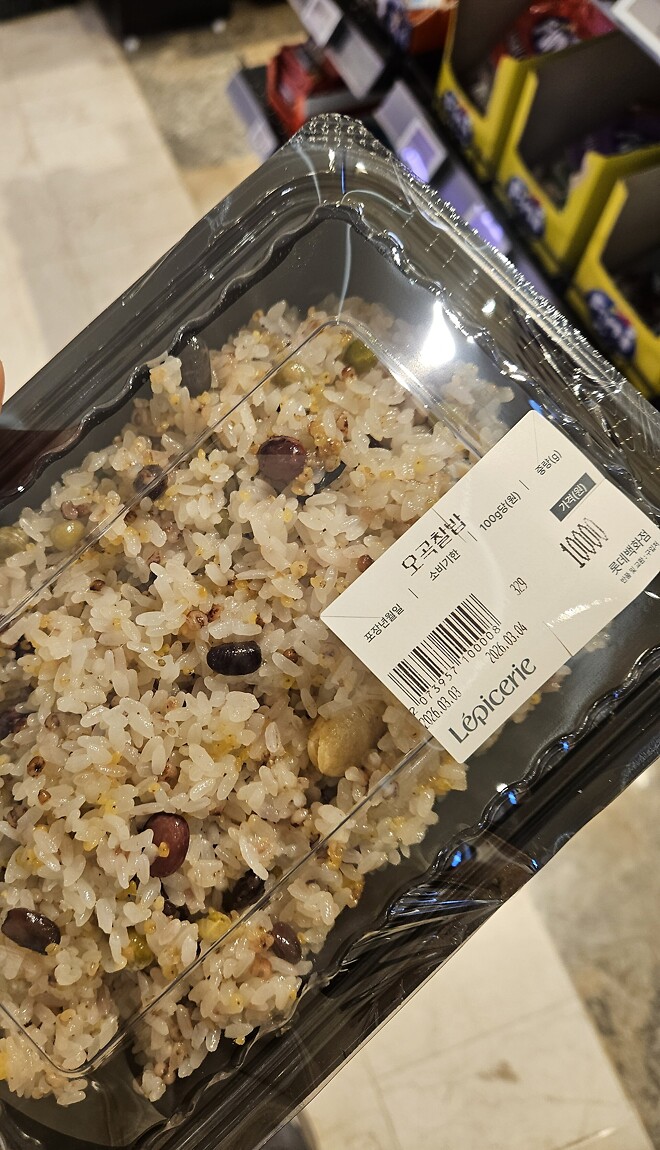 오곡찰밥
포장년월일 | 소비기한 | 100g당(원) | 중량(g)
가격(원)
329
10000
2026.03.03 2026.03.04
롯데백화점
Lépicerie